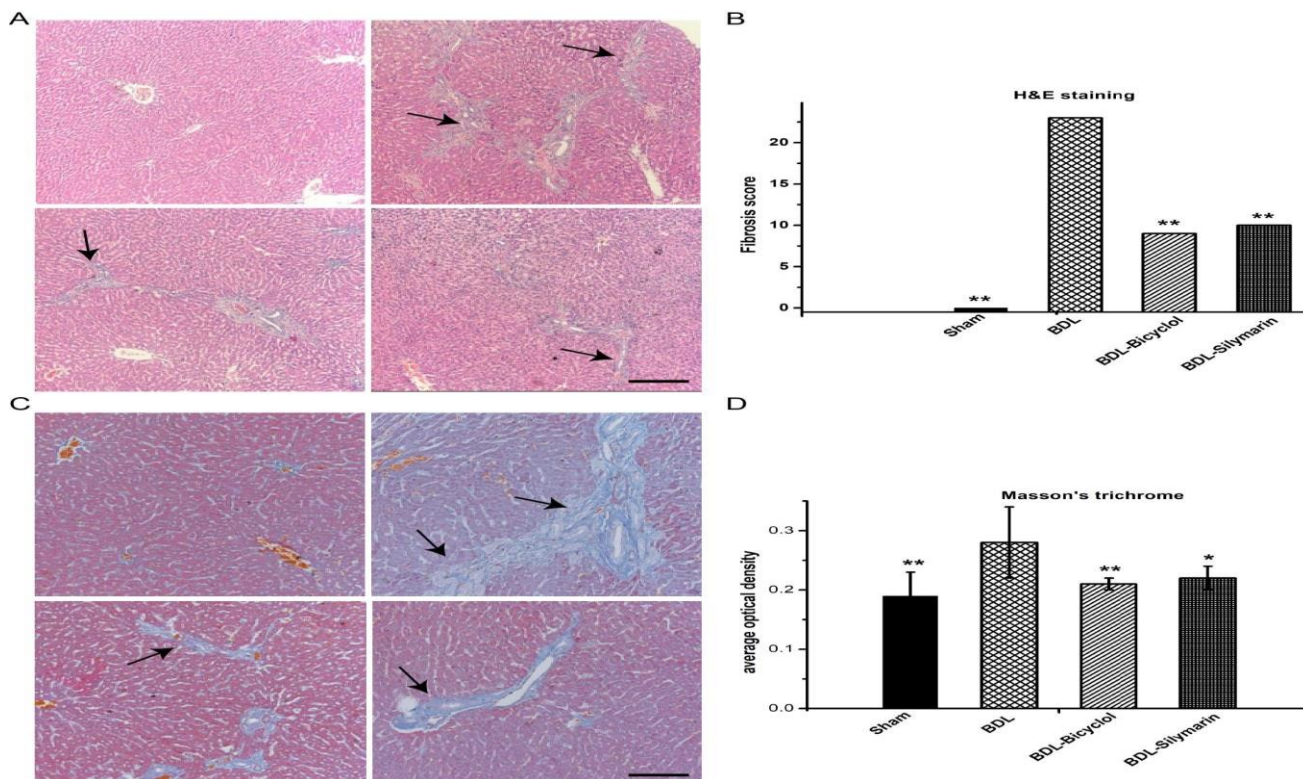 A
B
H&E staining
Fibrosis score
20
15
10
5
0
**
**
**
Sham
BDL
BDL-Bicyclol
BDL-Silymarin
C
D
Masson's trichrome
average optical density
0.3
0.2
0.1
0.0
**
**
*
Sham
BDL
BDL-Bicyclol
BDL-Silymarin